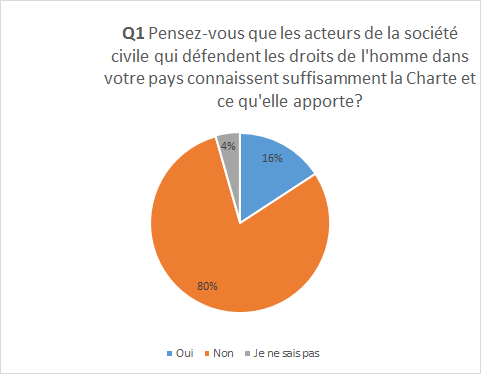 Q1 Pensez-vous que les acteurs de la société
civile qui défendent les droits de l'homme dans
votre pays connaissent suffisamment la Charte et
ce qu'elle apporte?
4%
16%
80%
Oui Non Je ne sais pas